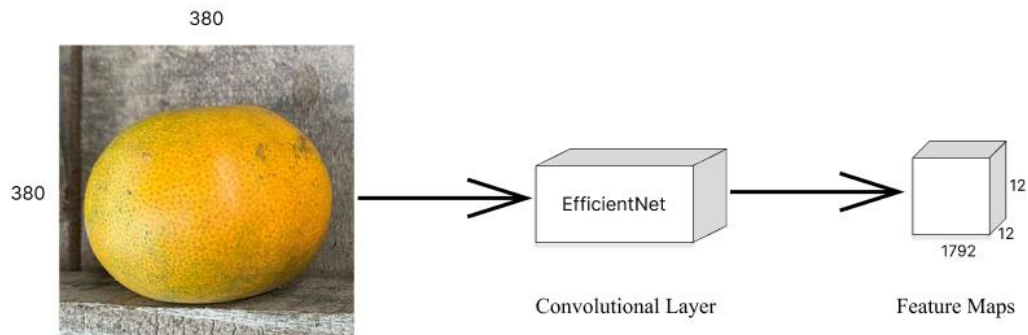 380
380
EfficientNet
12
12
1792
Convolutional Layer
Feature Maps